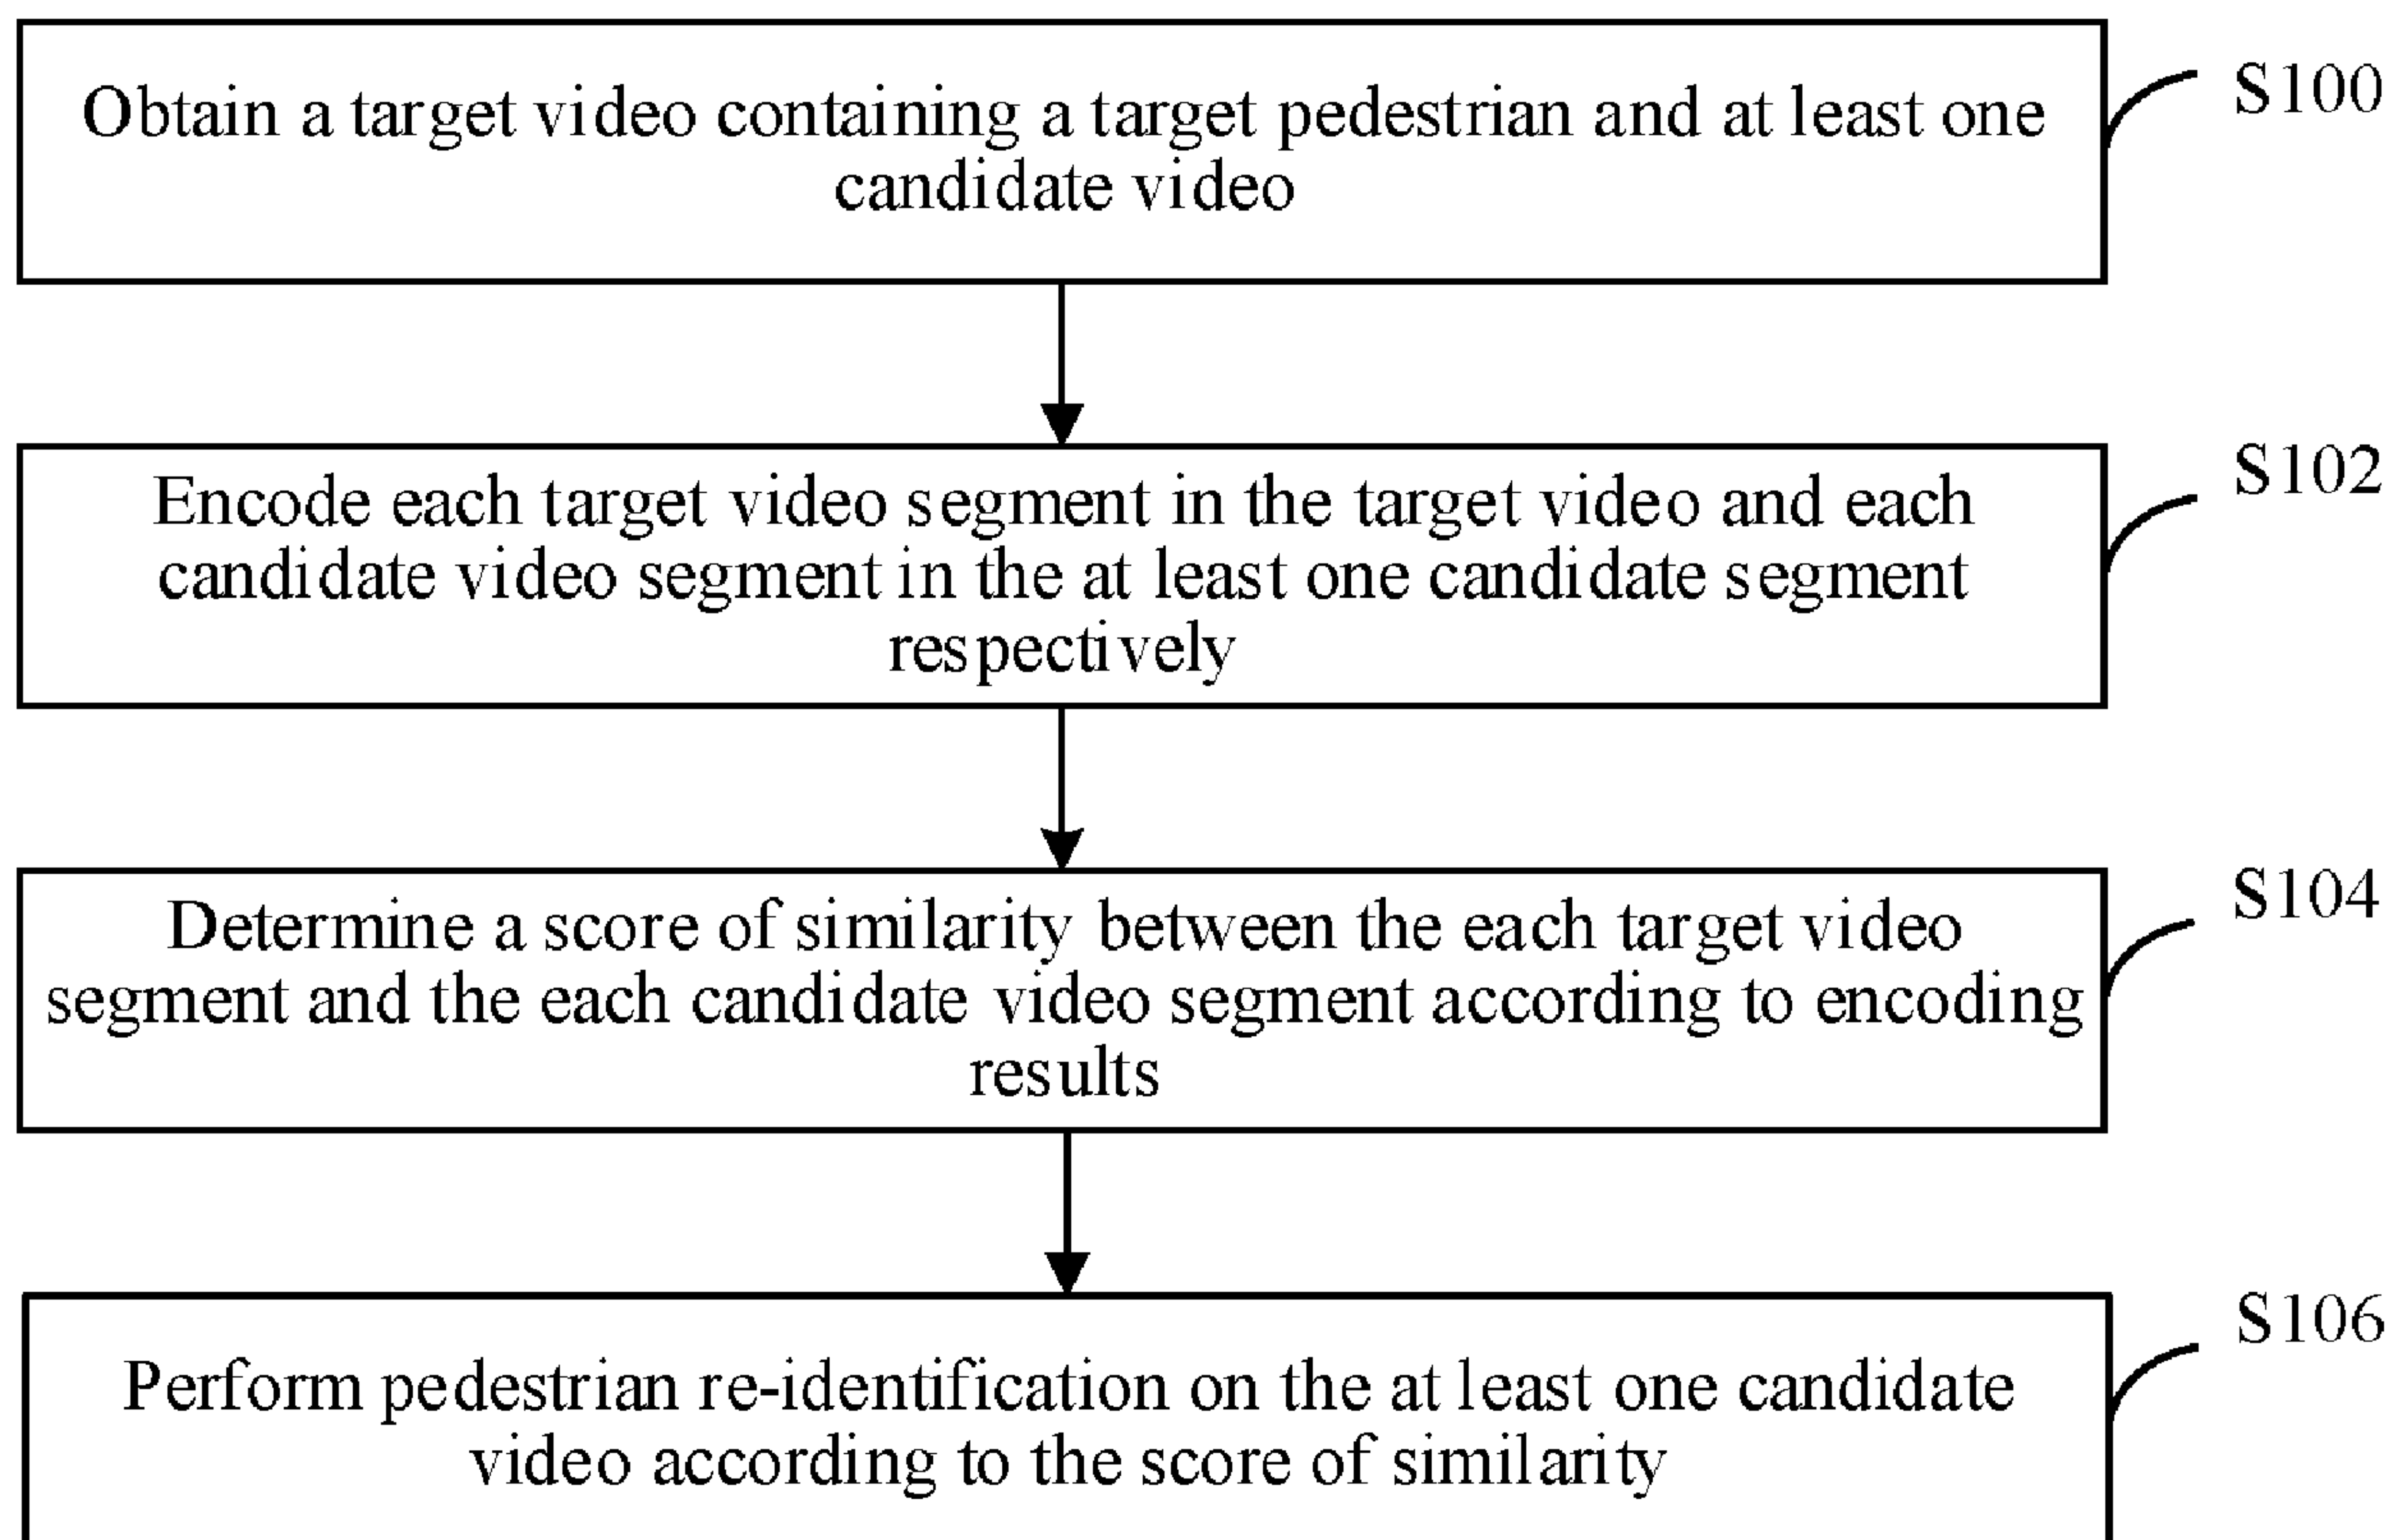 Obtain a target video containing a target pedestrian and at least one
candidate video
S100
Encode each target video segment in the target video and each
candidate video segment in the at least one candidate segment
respectively
S102
Determine a score of similarity between the each target video
segment and the each candidate video segment according to encoding
results
S104
Perform pedestrian re-identification on the at least one candidate
video according to the score of similarity
S106